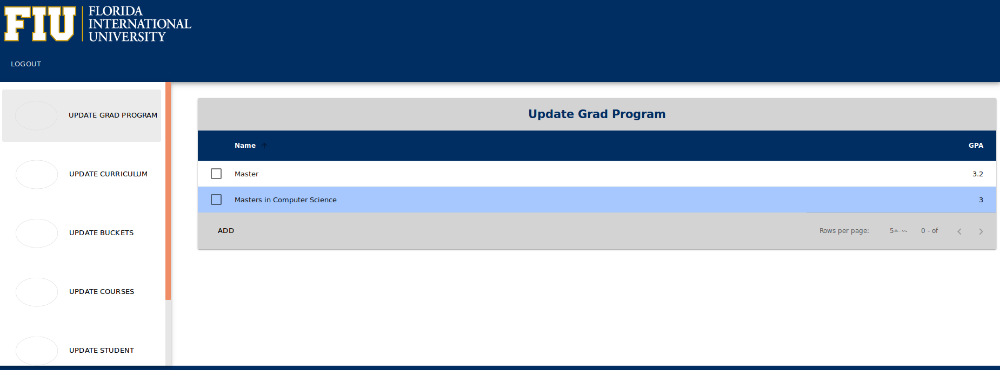 FIU
FLORIDA
INTERNATIONAL
UNIVERSITY
LOGOUT
UPDATE GRAD PROGRAM
UPDATE CURRICULUM
UPDATE BUCKETS
UPDATE COURSES
UPDATE STUDENT
Update Grad Program
Name GPA
Master 3.2
Masters in Computer Science 3
ADD Rows per page: 5 0 - of